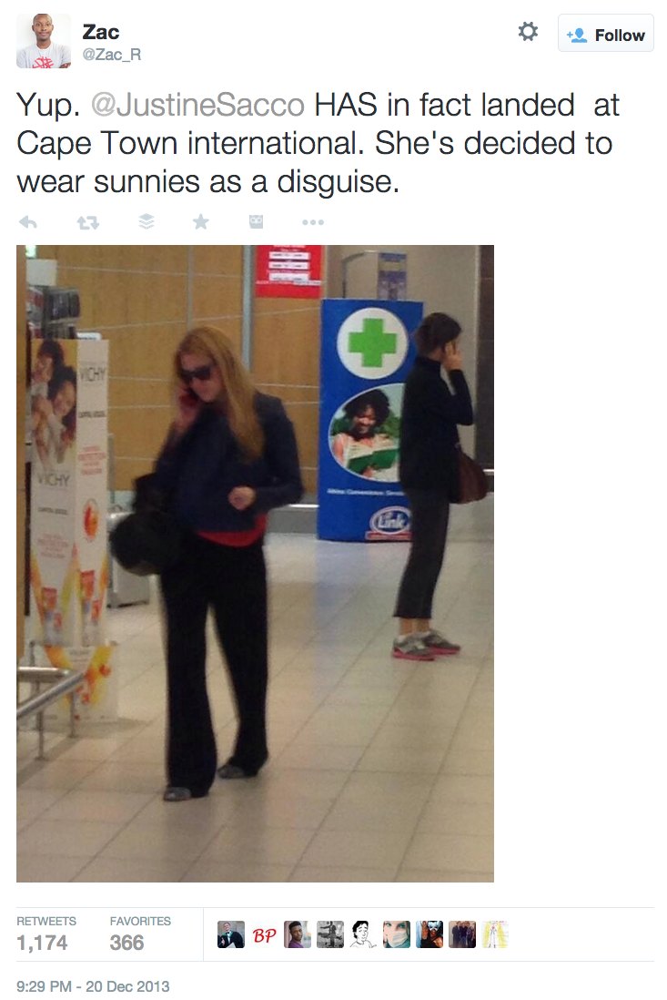 Zac
@Zac_R
Follow
Yup. @JustineSacco HAS in fact landed  at
Cape Town international. She's decided to
wear sunnies as a disguise.
VICHY
VICHY
Link
RETWEETS
FAVORITES
1,174
366
BP
9:29 PM - 20 Dec 2013